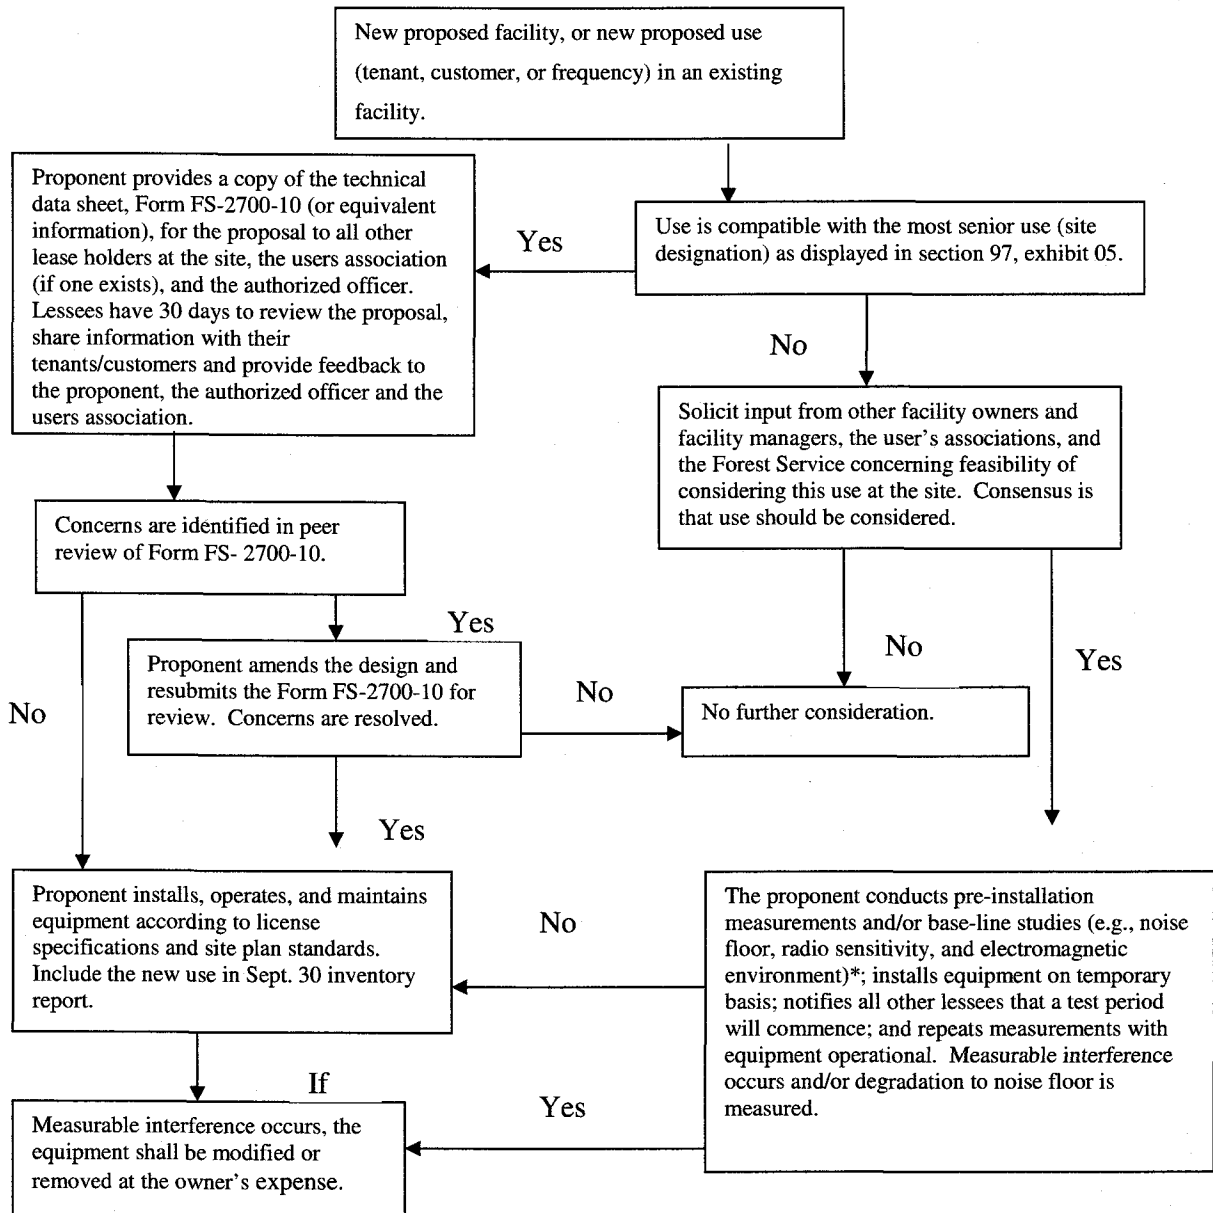 New proposed facility, or new proposed use
(tenant, customer, or frequency) in an existing
facility.
Proponent provides a copy of the technical
data sheet, Form FS-2700-10 (or equivalent
information), for the proposal to all other
lease holders at the site, the users association
(if one exists), and the authorized officer.
Lessees have 30 days to review the proposal,
share information with their
tenants/customers and provide feedback to
the proponent, the authorized officer and the
users association.
Yes
Use is compatible with the most senior use (site
designation) as displayed in section 97, exhibit 05.
No
Solicit input from other facility owners and
facility managers, the user's associations, and
the Forest Service concerning feasibility of
considering this use at the site.  Consensus is
that use should be considered.
Concerns are identified in peer
review of Form FS- 2700-10.
Yes
No
Yes
Proponent amends the design and
resubmits the Form FS-2700-10 for
review.  Concerns are resolved.
No
No further consideration.
No
Yes
Proponent installs, operates, and maintains
equipment according to license
specifications and site plan standards.
Include the new use in Sept. 30 inventory
report.
No
The proponent conducts pre-installation
measurements and/or base-line studies (e.g., noise
floor, radio sensitivity, and electromagnetic
environment)*; installs equipment on temporary
basis; notifies all other lessees that a test period
will commence; and repeats measurements with
equipment operational.  Measurable interference
occurs and/or degradation to noise floor is
measured.
If
Yes
Measurable interference occurs, the
equipment shall be modified or
removed at the owner's expense.